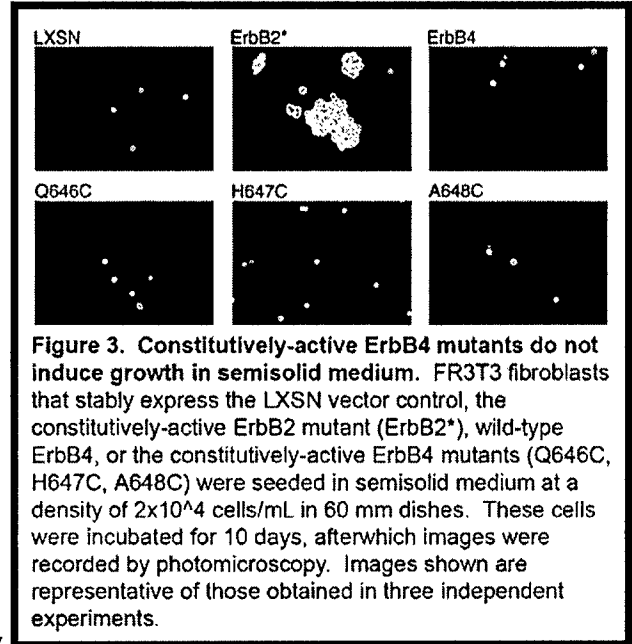 LXSN ErbB2* ErbB4
Q646C H647C A648C
Figure 3. Constitutively-active ErbB4 mutants do not
induce growth in semisolid medium. FR3T3 fibroblasts
that stably express the LXSN vector control, the
constitutively-active ErbB2 mutant (ErbB2*), wild-type
ErbB4, or the constitutively-active ErbB4 mutants (Q646C,
H647C, A648C) were seeded in semisolid medium at a
density of 2x10^4 cells/mL in 60 mm dishes. These cells
were incubated for 10 days, afterwhich images were
recorded by photomicroscopy. Images shown are
representative of those obtained in three independent
experiments.